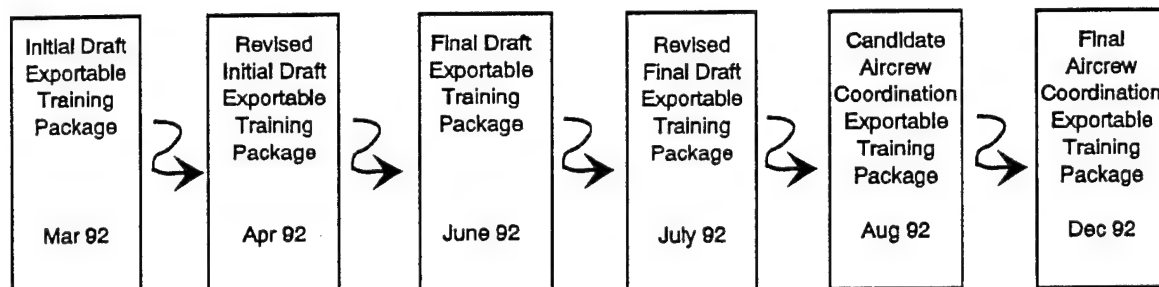 Initial Draft
Exportable
Training
Package
Mar 92
Revised
Initial Draft
Exportable
Training
Package
Apr 92
Final Draft
Exportable
Training
Package
June 92
Revised
Final Draft
Exportable
Training
Package
July 92
Candidate
Aircrew
Coordination
Exportable
Training
Package
Aug 92
Final
Aircrew
Coordination
Exportable
Training
Package
Dec 92